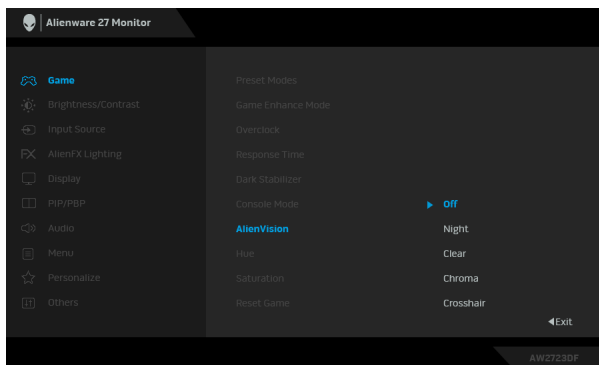 Alienware 27 Monitor
Game
Brightness/Contrast
Input Source
AlienFX Lighting
Display
PIP/PBP
Audio
Menu
Personalize
Others
Preset Modes
Game Enhance Mode
Overclock
Response Time
Dark Stabilizer
Console Mode
AlienVision
Hue
Saturation
Reset Game
Off
Night
Clear
Chroma
Crosshair
Exit
AW2723DF